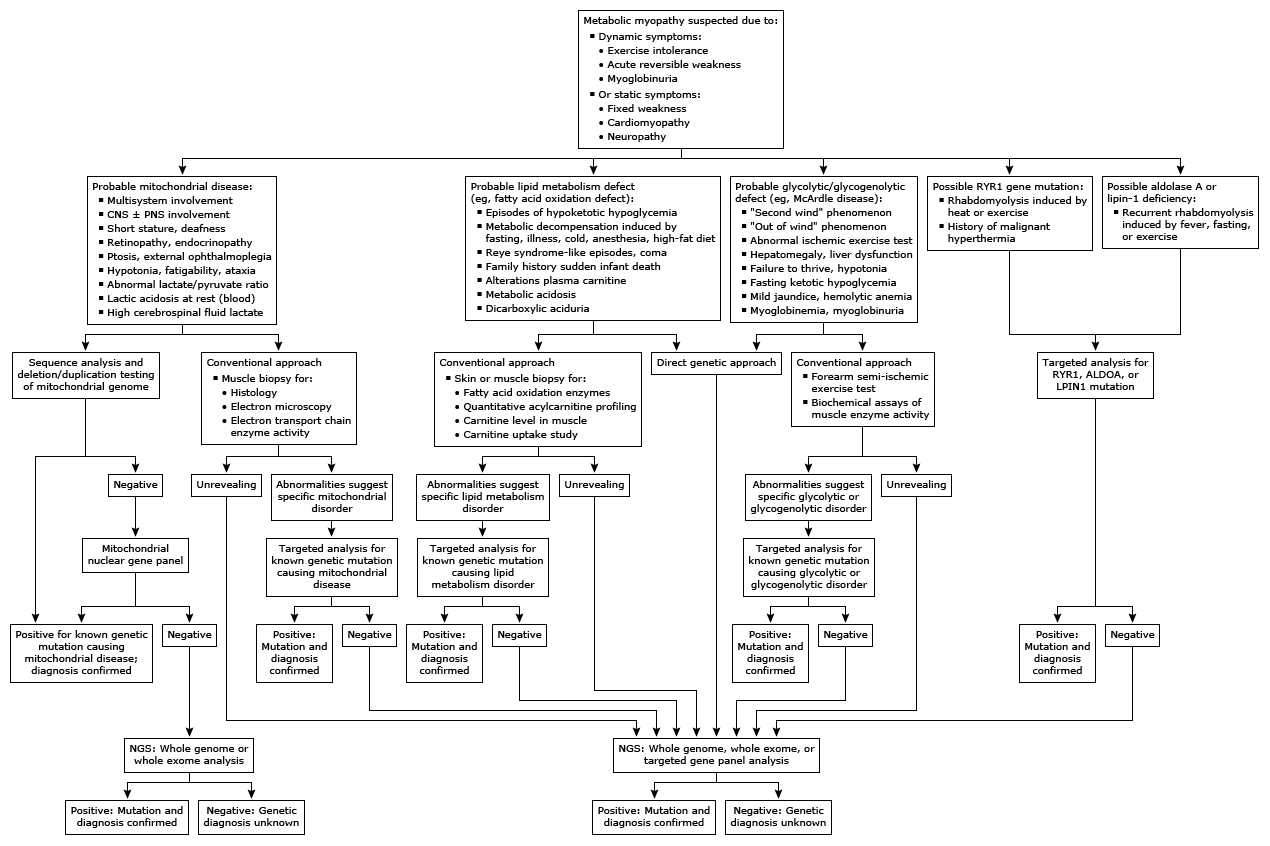 Metabolic myopathy suspected due to:
▪ Dynamic symptoms:
• Exercise intolerance
• Acute reversible weakness
• Myoglobinuria
▪ Or static symptoms:
• Fixed weakness
• Cardiomyopathy
• Neuropathy
Probable mitochondrial disease:
▪ Multisystem involvement
▪ CNS ± PNS involvement
▪ Short stature, deafness
▪ Retinopathy, endocrinopathy
▪ Ptosis, external ophthalmoplegia
▪ Hypotonia, fatigability, ataxia
▪ Abnormal lactate/pyruvate ratio
▪ Lactic acidosis at rest (blood)
▪ High cerebrospinal fluid lactate
Probable lipid metabolism defect
(eg, fatty acid oxidation defect):
▪ Episodes of hypoketotic hypoglycemia
▪ Metabolic decompensation induced by
fasting, illness, cold, anesthesia, high-fat diet
▪ Reye syndrome-like episodes, coma
▪ Family history sudden infant death
▪ Alterations plasma carnitine
▪ Metabolic acidosis
▪ Dicarboxylic aciduria
Probable glycolytic/glycogenolytic
defect (eg, McArdle disease):
▪ "Second wind" phenomenon
▪ "Out of wind" phenomenon
▪ Abnormal ischemic exercise test
▪ Hepatomegaly, liver dysfunction
▪ Failure to thrive, hypotonia
▪ Fasting ketotic hypoglycemia
▪ Mild jaundice, hemolytic anemia
▪ Myoglobinemia, myoglobinuria
Possible RYR1 gene mutation:
▪ Rhabdomyolysis induced by
heat or exercise
▪ History of malignant
hyperthermia
Possible aldolase A or
lipin-1 deficiency:
▪ Recurrent rhabdomyolysis
induced by fever, fasting,
or exercise
Sequence analysis and
deletion/duplication testing
of mitochondrial genome
Conventional approach
▪ Muscle biopsy for:
• Histology
• Electron microscopy
• Electron transport chain
enzyme activity
Conventional approach
▪ Skin or muscle biopsy for:
• Fatty acid oxidation enzymes
• Quantitative acylcarnitine profiling
• Carnitine level in muscle
• Carnitine uptake study
Direct genetic approach
Conventional approach
▪ Forearm semi-ischemic
exercise test
▪ Biochemical assays of
muscle enzyme activity
Targeted analysis for
RYR1, ALDOA, or
LPIN1 mutation
Negative
Unrevealing
Abnormalities suggest
specific mitochondrial
disorder
Abnormalities suggest
specific lipid metabolism
disorder
Unrevealing
Abnormalities suggest
specific glycolytic or
glycogenolytic disorder
Unrevealing
Mitochondrial
nuclear gene panel
Targeted analysis for
known genetic mutation
causing mitochondrial
disease
Targeted analysis for
known genetic mutation
causing lipid
metabolism disorder
Targeted analysis for
known genetic mutation
causing glycolytic or
glycogenolytic disorder
Positive for known genetic
mutation causing
mitochondrial disease;
diagnosis confirmed
Negative
Positive:
Mutation and
diagnosis
confirmed
Negative
Positive:
Mutation and
diagnosis
confirmed
Negative
Positive:
Mutation and
diagnosis
confirmed
Negative
Positive:
Mutation and
diagnosis
confirmed
Negative
NGS: Whole genome or
whole exome analysis
NGS: Whole genome, whole exome, or
targeted gene panel analysis
Positive: Mutation and
diagnosis confirmed
Negative: Genetic
diagnosis unknown
Positive: Mutation and
diagnosis confirmed
Negative: Genetic
diagnosis unknown